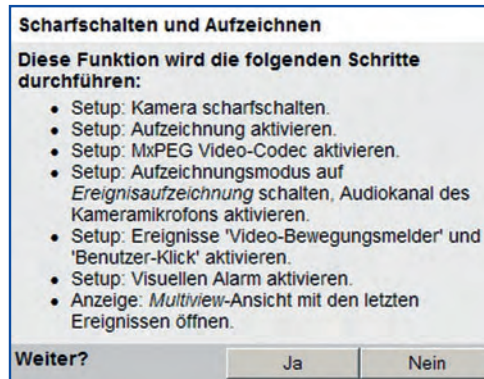 Scharfschalten und Aufzeichnen
Diese Funktion wird die folgenden Schritte
durchführen:
• Setup: Kamera scharfschalten.
• Setup: Aufzeichnung aktivieren.
• Setup: MxPEG Video-Codec aktivieren.
• Setup: Aufzeichnungsmodus auf
Ereignisaufzeichnung schalten, Audiokanal des
Kameramikrofons aktivieren.
• Setup: Ereignisse 'Video-Bewegungsmelder' und
'Benutzer-Klick' aktivieren.
• Setup: Visuellen Alarm aktivieren.
• Anzeige: Multiview-Ansicht mit den letzten
Ereignissen öffnen.
Weiter? Ja Nein